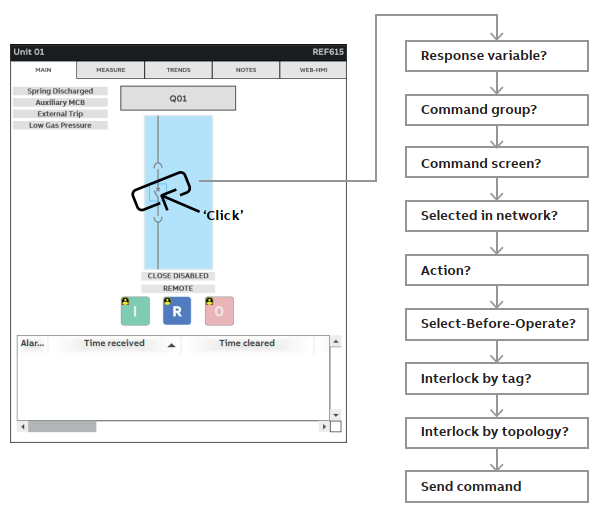 Unit 01 REF615
MAIN MEASURE TRENDS NOTES WEB-HMI
Spring Discharged
Auxiliary MCB
External Trip
Low Gas Pressure
Q01
‘Click’
CLOSE DISABLED
REMOTE
I R O
Alar... Time received Time cleared
Response variable?
Command group?
Command screen?
Selected in network?
Action?
Select-Before-Operate?
Interlock by tag?
Interlock by topology?
Send command